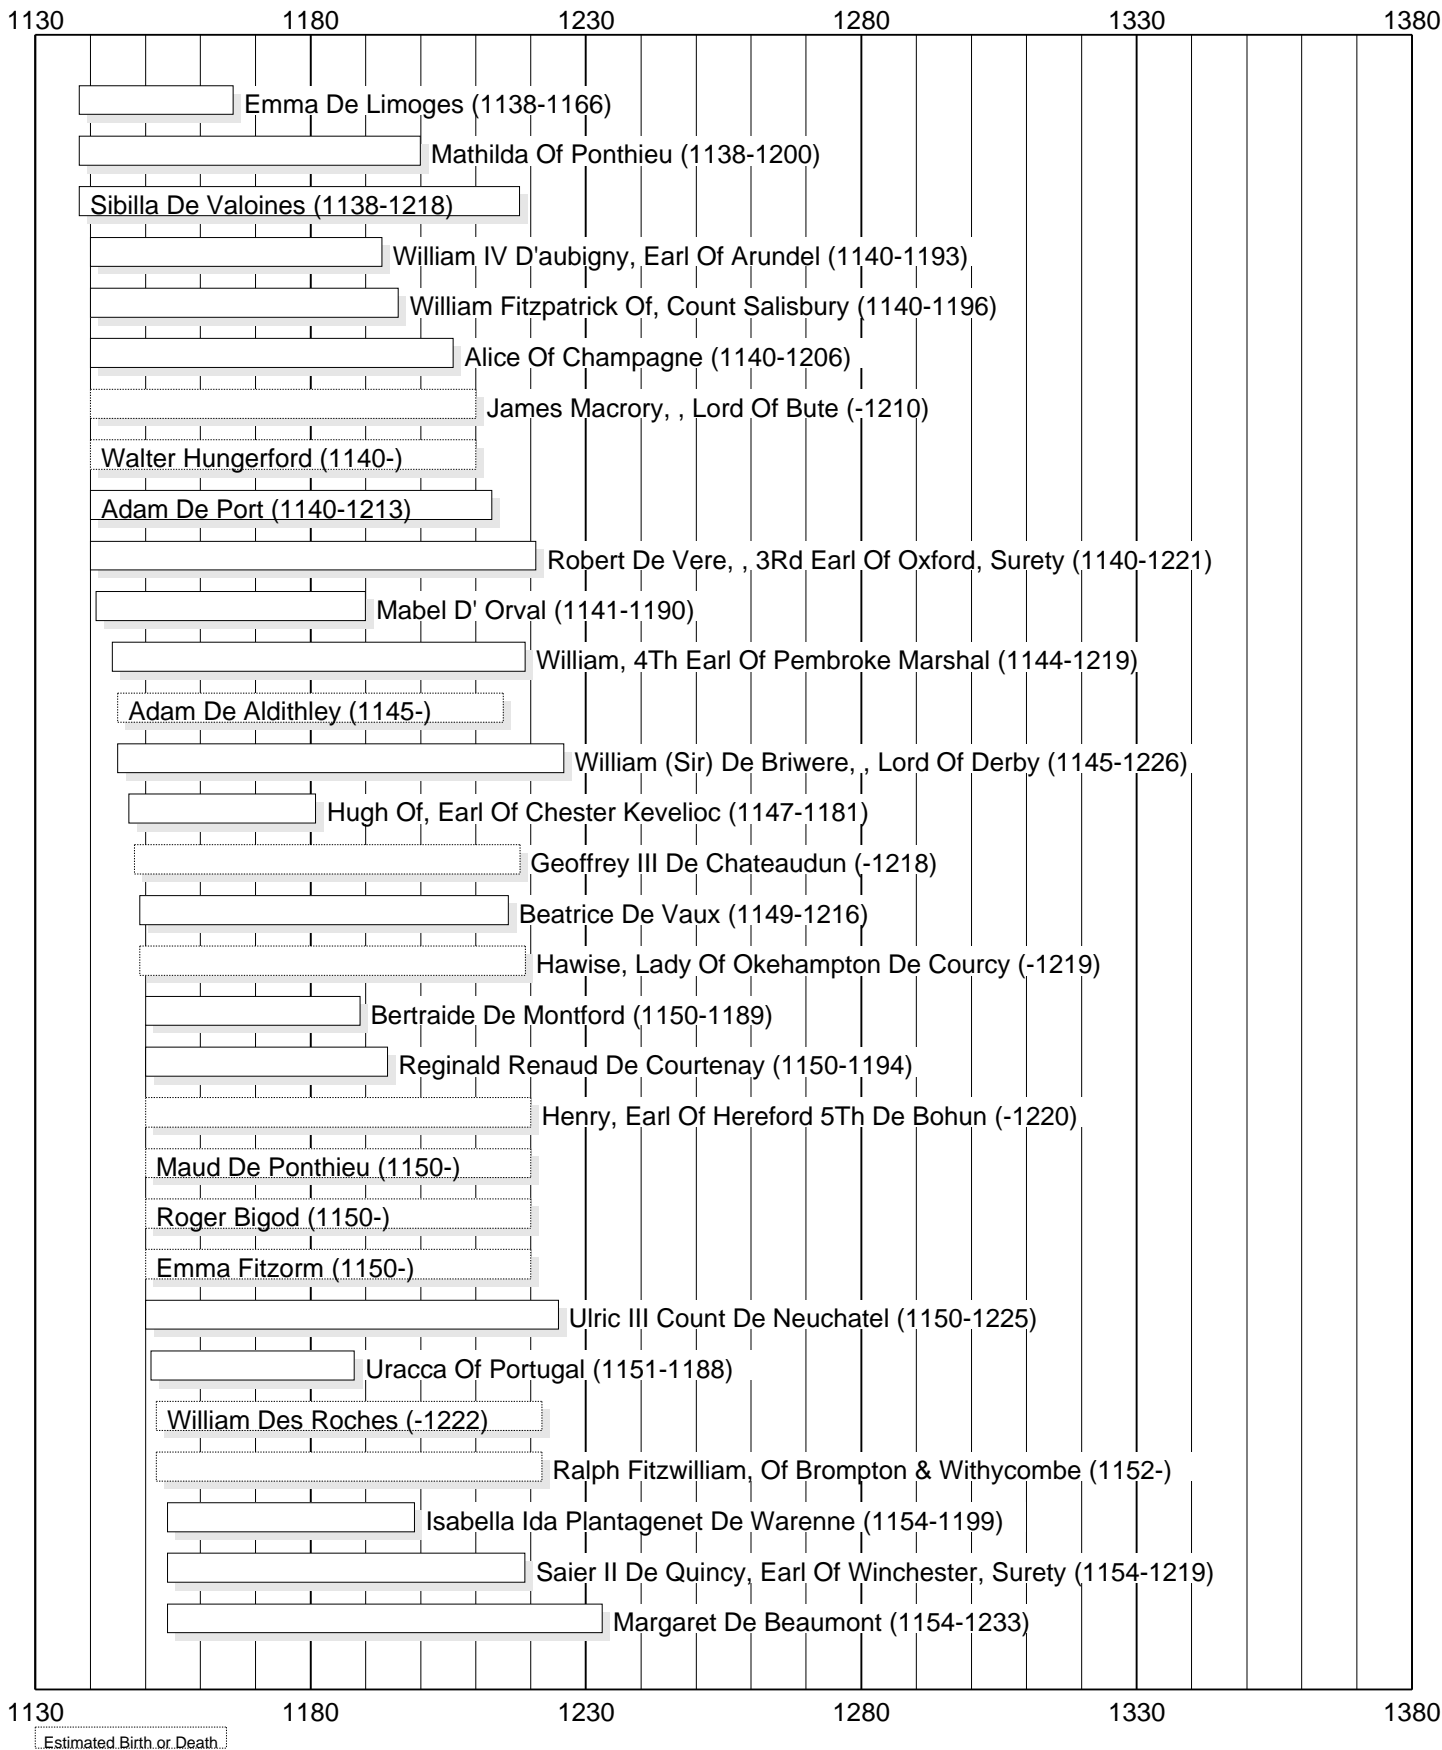 1130 1180 1230 1280 1330 1380
Emma De Limoges (1138-1166)
Mathilda Of Ponthieu (1138-1200)
Sibilla De Valoines (1138-1218)
William IV D'aubigny, Earl Of Arundel (1140-1193)
William Fitzpatrick Of, Count Salisbury (1140-1196)
Alice Of Champagne (1140-1206)
James Macrory, , Lord Of Bute (-1210)
Walter Hungerford (1140-)
Adam De Port (1140-1213)
Robert De Vere, , 3Rd Earl Of Oxford, Surety (1140-1221)
Mabel D' Orval (1141-1190)
William, 4Th Earl Of Pembroke Marshal (1144-1219)
Adam De Aldithley (1145-)
William (Sir) De Briwere, , Lord Of Derby (1145-1226)
Hugh Of, Earl Of Chester Kevelioc (1147-1181)
Geoffrey III De Chateaudun (-1218)
Beatrice De Vaux (1149-1216)
Hawise, Lady Of Okehampton De Courcy (-1219)
Bertraide De Montford (1150-1189)
Reginald Renaud De Courtenay (1150-1194)
Henry, Earl Of Hereford 5Th De Bohun (-1220)
Maud De Ponthieu (1150-)
Roger Bigod (1150-)
Emma Fitzorm (1150-)
Ulric III Count De Neuchatel (1150-1225)
Uracca Of Portugal (1151-1188)
William Des Roches (-1222)
Ralph Fitzwilliam, Of Brompton & Withycombe (1152-)
Isabella Ida Plantagenet De Warenne (1154-1199)
Saier II De Quincy, Earl Of Winchester, Surety (1154-1219)
Margaret De Beaumont (1154-1233)
1130 1180 1230 1280 1330 1380
Estimated Birth or Death